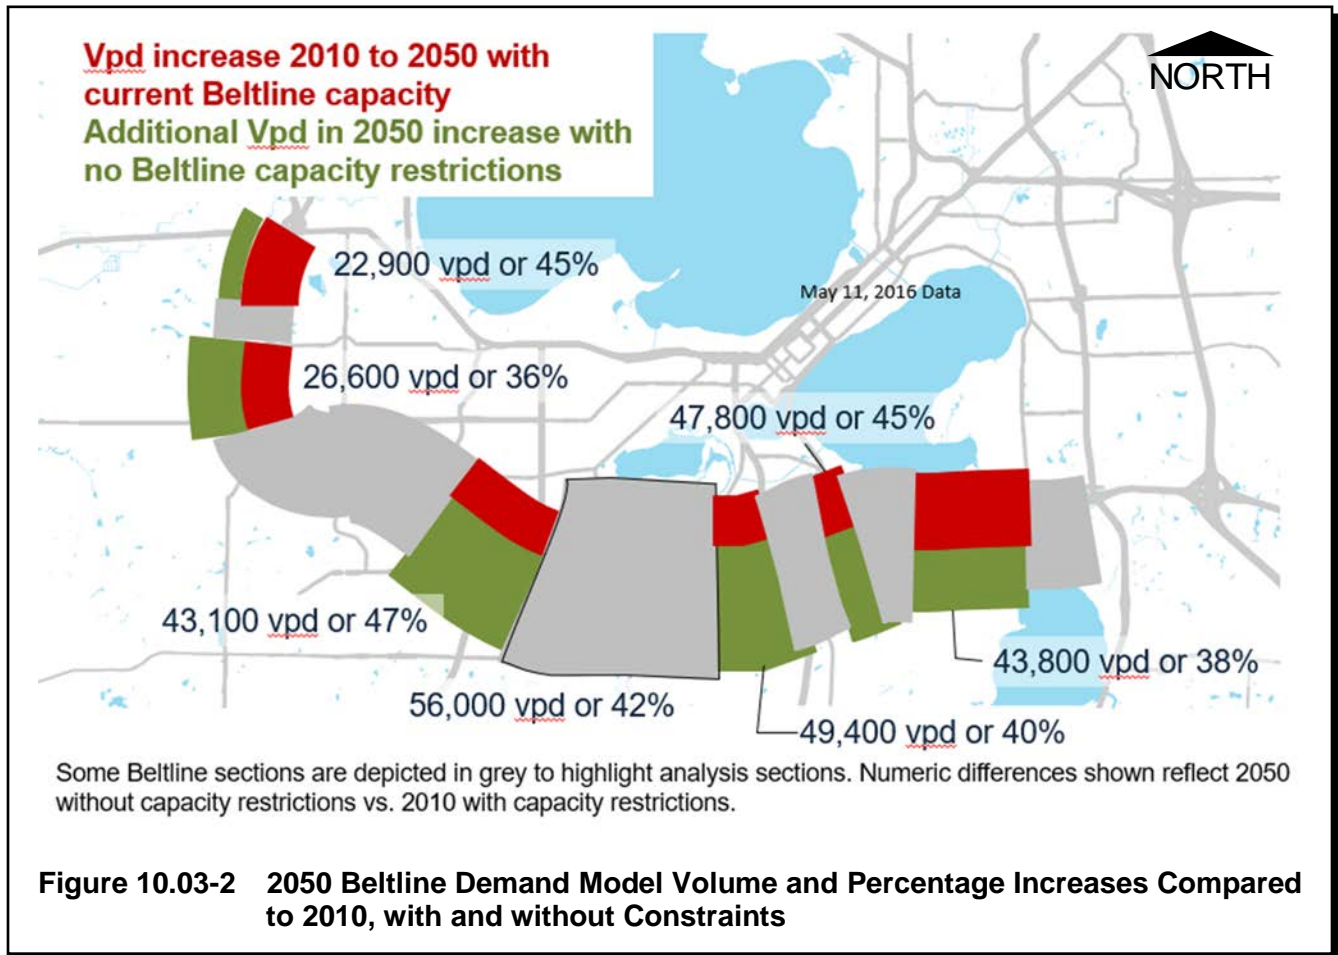 Vpd increase 2010 to 2050 with
current Beltline capacity
Additional Vpd in 2050 increase with
no Beltline capacity restrictions
NORTH
22,900 vpd or 45%
May 11, 2016 Data
26,600 vpd or 36%
47,800 vpd or 45%
43,100 vpd or 47%
43,800 vpd or 38%
56,000 vpd or 42%
49,400 vpd or 40%
Some Beltline sections are depicted in grey to highlight analysis sections. Numeric differences shown reflect 2050
without capacity restrictions vs. 2010 with capacity restrictions.
Figure 10.03-2 2050 Beltline Demand Model Volume and Percentage Increases Compared
to 2010, with and without Constraints